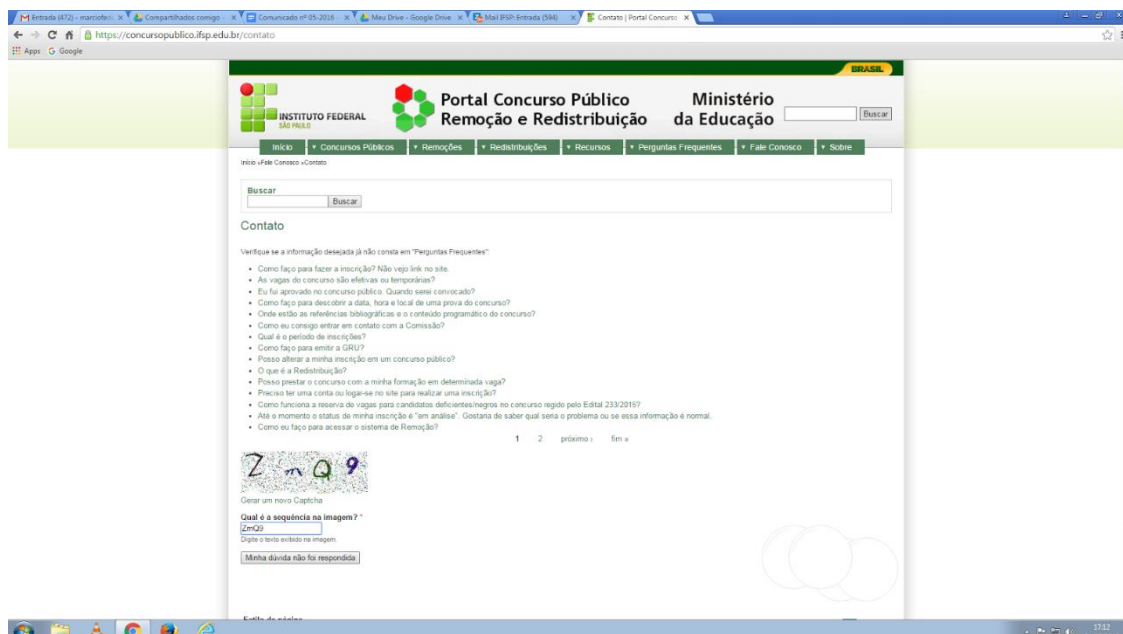 Entrada (472) - marciofeoli
Compartilhados comigo -
Comunicado nº 05-2016 -
Meu Drive - Google Drive
Mail IFSP: Entrada (594)
Contato | Portal Concurso
https://concursopublico.ifsp.edu.br/contato
Apps
Google
BRASIL
INSTITUTO FEDERAL
SÃO PAULO
Portal Concurso Público
Remoção e Redistribuição
Ministério
da Educação
Buscar
Início
Concursos Públicos
Remoções
Redistribuições
Recursos
Perguntas Frequentes
Fale Conosco
Sobre
Início »Fale Conosco »Contato
Buscar
Buscar
Contato
Verifique se a informação desejada já não consta em "Perguntas Frequentes":
Como faço para fazer a inscrição? Não vejo link no site.
As vagas do concurso são efetivas ou temporárias?
Eu fui aprovado no concurso público. Quando serei convocado?
Como faço para descobrir a data, hora e local de uma prova do concurso?
Onde estão as referências bibliográficas e o conteúdo programático do concurso?
Como eu consigo entrar em contato com a Comissão?
Qual é o período de inscrições?
Como faço para emitir a GRU?
Posso alterar a minha inscrição em um concurso público?
O que é a Redistribuição?
Posso prestar o concurso com a minha formação em determinada vaga?
Preciso ter uma conta ou logar-se no site para realizar uma inscrição?
Como funciona a reserva de vagas para candidatos deficientes/negros no concurso regido pelo Edital 233/2015?
Até o momento o status de minha inscrição é "em análise". Gostaria de saber qual seria o problema ou se essa informação é normal.
Como eu faço para acessar o sistema de Remoção?
1 2 próximo › fim »
Z m Q 9
Gerar um novo Captcha
Qual é a sequência na imagem? *
ZmQ9
Digite o texto exibido na imagem.
Minha dúvida não foi respondida
Estilo de página
17:12